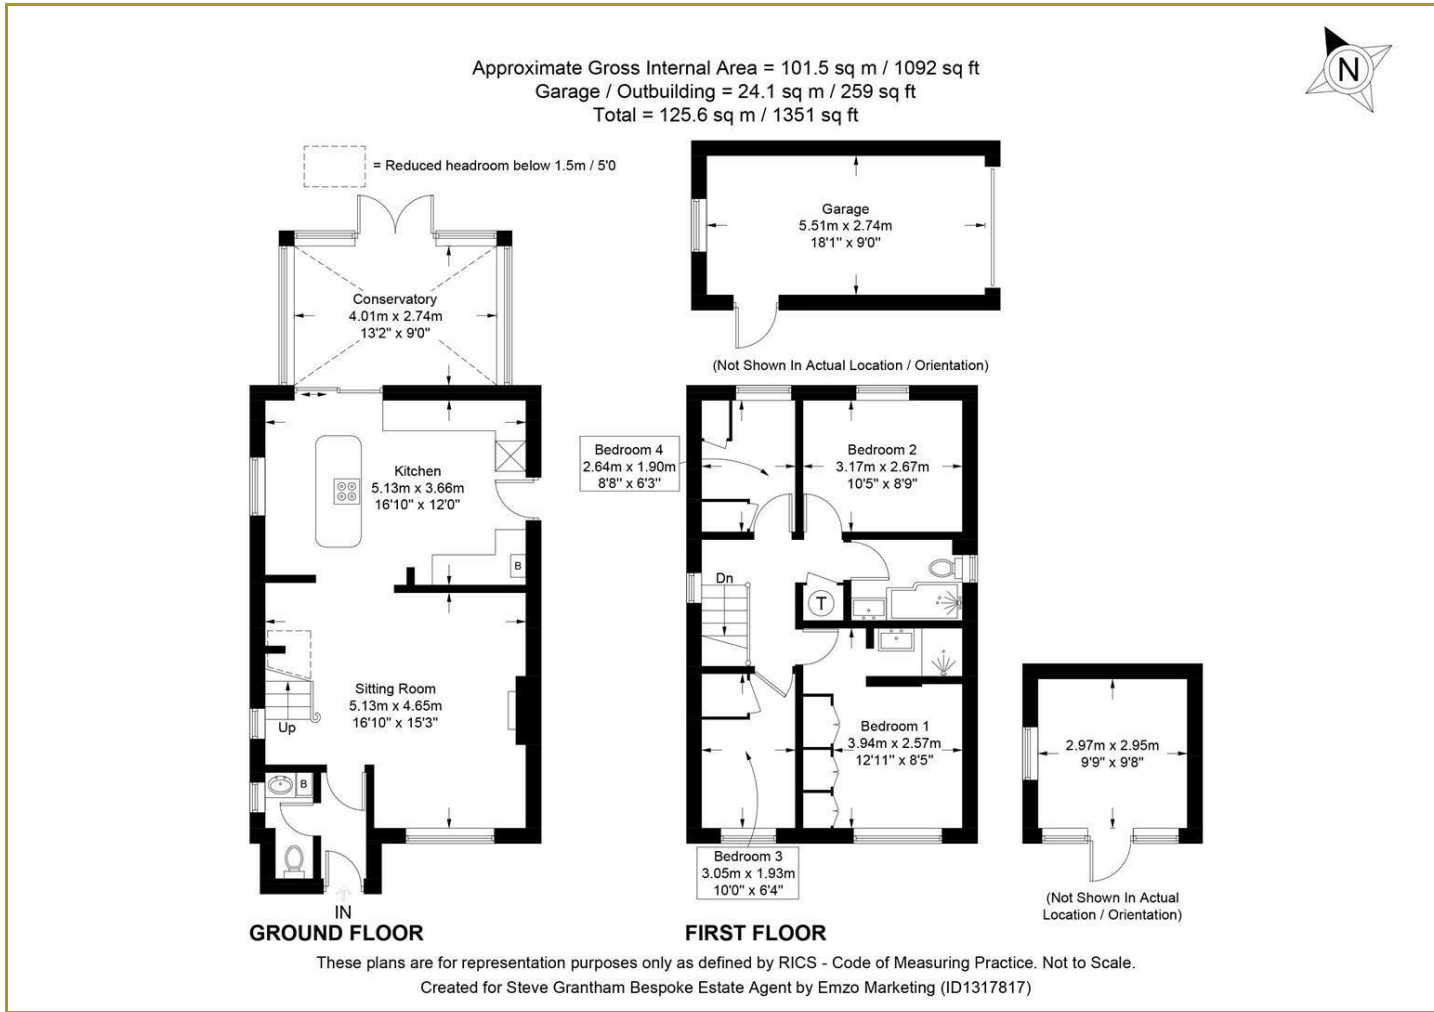 Approximate Gross Internal Area = 101.5 sq m / 1092 sq ft
Garage / Outbuilding = 24.1 sq m / 259 sq ft
Total = 125.6 sq m / 1351 sq ft
N
= Reduced headroom below 1.5m / 5'0
Conservatory
4.01m x 2.74m
13'2" x 9'0"
Garage
5.51m x 2.74m
18'1" x 9'0"
(Not Shown In Actual Location / Orientation)
Kitchen
5.13m x 3.66m
16'10" x 12'0"
B
Sitting Room
5.13m x 4.65m
16'10" x 15'3"
Up
B
IN
GROUND FLOOR
Bedroom 4
2.64m x 1.90m
8'8" x 6'3"
Bedroom 2
3.17m x 2.67m
10'5" x 8'9"
Dn
T
Bedroom 1
3.94m x 2.57m
12'11" x 8'5"
Bedroom 3
3.05m x 1.93m
10'0" x 6'4"
FIRST FLOOR
2.97m x 2.95m
9'9" x 9'8"
(Not Shown In Actual
Location / Orientation)
These plans are for representation purposes only as defined by RICS - Code of Measuring Practice. Not to Scale.
Created for Steve Grantham Bespoke Estate Agent by Emzo Marketing (ID1317817)